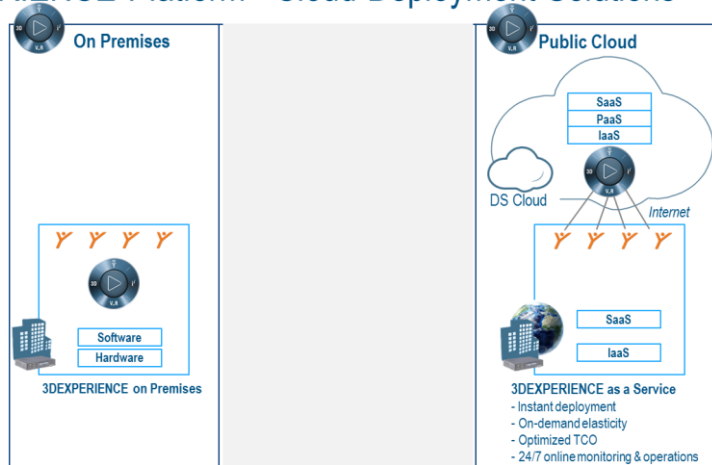 On Premises
Software
Hardware
3DEXPERIENCE on Premises
Public Cloud
SaaS
PaaS
IaaS
DS Cloud
Internet
SaaS
IaaS
3DEXPERIENCE as a Service
- Instant deployment
- On-demand elasticity
- Optimized TCO
- 24/7 online monitoring & operations